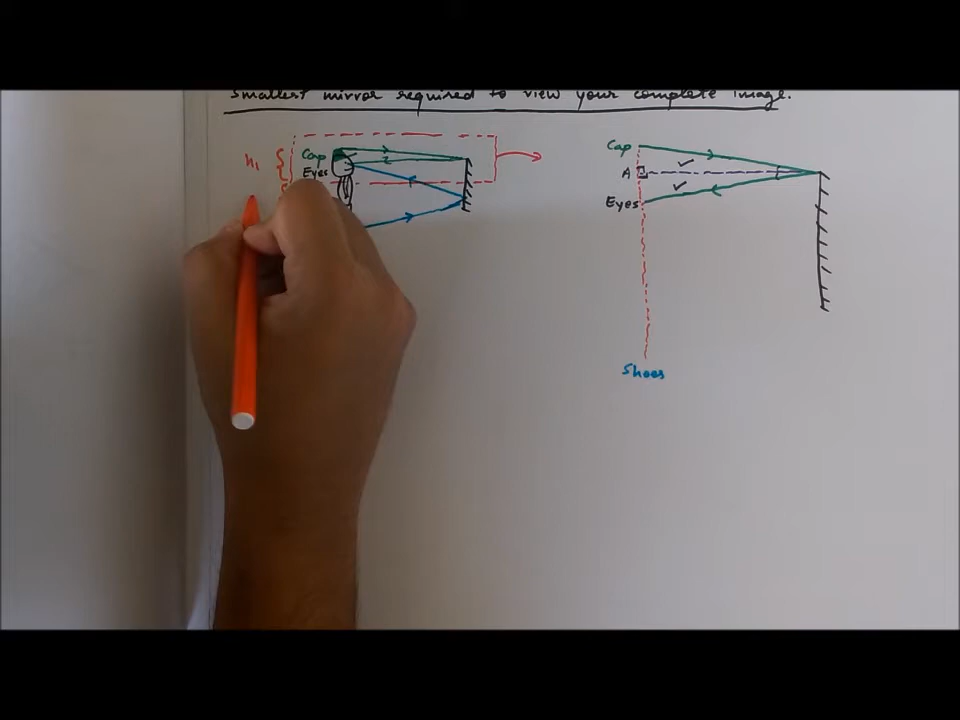 smallest mirror required to view your complete image.
Cap
Eyes
h1
Cap
A
Eyes
Shoes